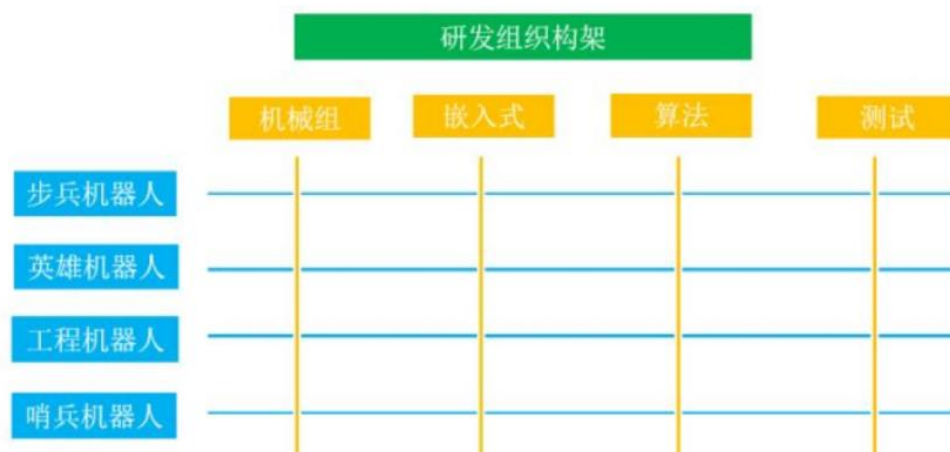 研发组织构架
机械组 嵌入式 算法 测试
步兵机器人
英雄机器人
工程机器人
哨兵机器人